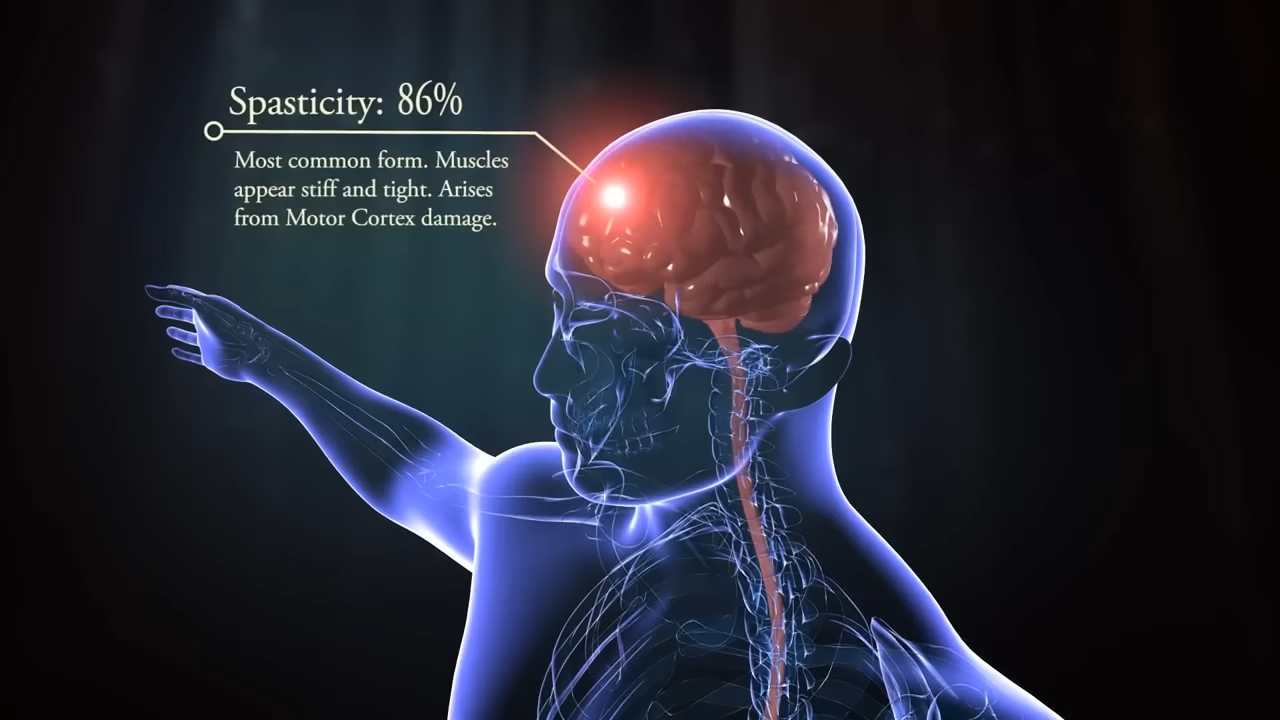 Spasticity: 86%
Most common form. Muscles
appear stiff and tight. Arises
from Motor Cortex damage.